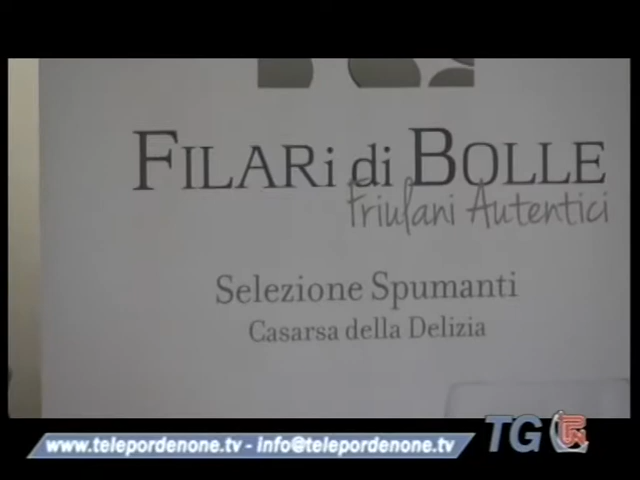 FILARi di BOLLE
Friulani Autentici
Selezione Spumanti
Casarsa della Delizia
www.telepordenone.tv - info@telepordenone.tv
TG